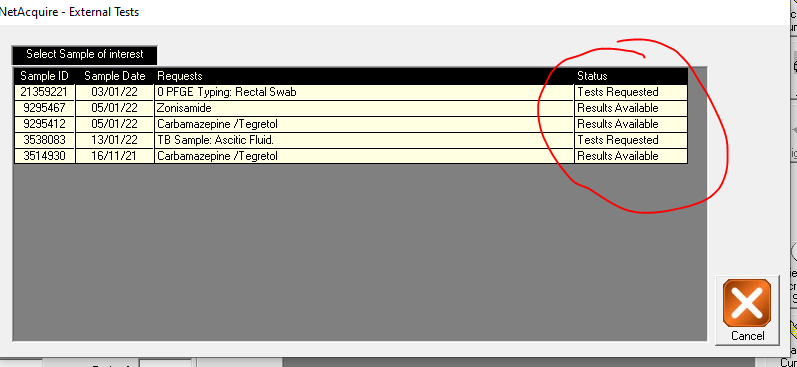 NetAcquire - External Tests
Select Sample of interest
Sample ID Sample Date Requests Status
21359221 03/01/22 0 PFGE Typing: Rectal Swab Tests Requested
9295467 05/01/22 Zonisamide Results Available
9295412 05/01/22 Carbamazepine /Tegretol Results Available
3538083 13/01/22 TB Sample: Ascitic Fluid. Tests Requested
3514930 16/11/21 Carbamazepine /Tegretol Results Available
Cancel